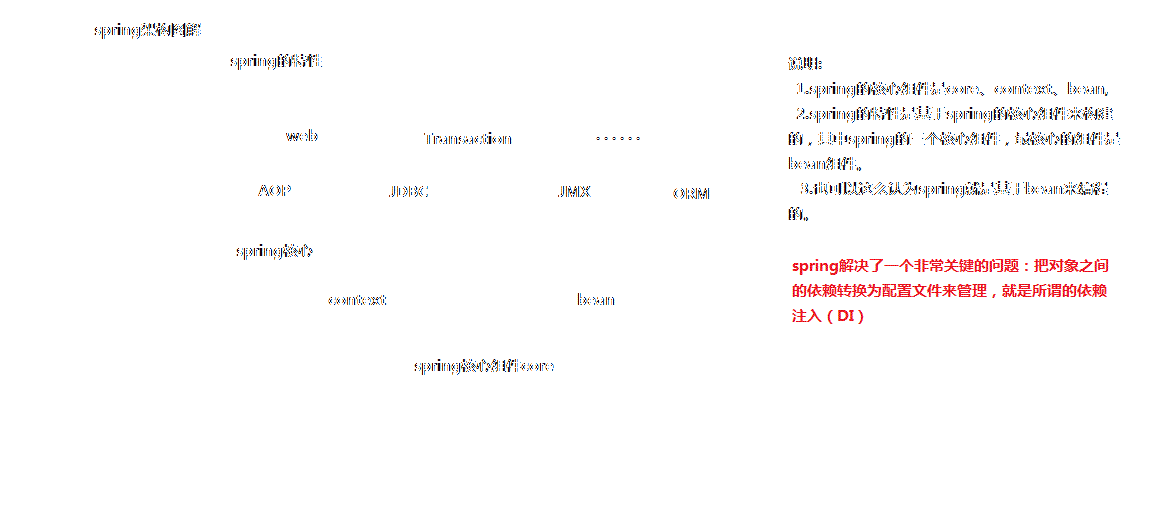 spring架构图解
spring的特性
web
Transaction
······
AOP
JDBC
JMX
ORM
spring核心
context
bean
spring核心组件core
说明:
1.spring的核心组件是core、context、bean,
2.spring的特性是基于spring的核心组件来构建
的，其中spring的三个核心组件，最核心的组件是
bean组件。
3.我们可以这么认为spring就是基于bean来编程
的。
spring解决了一个非常关键的问题：把对象之间
的依赖转换为配置文件来管理，就是所谓的依赖
注入（DI）